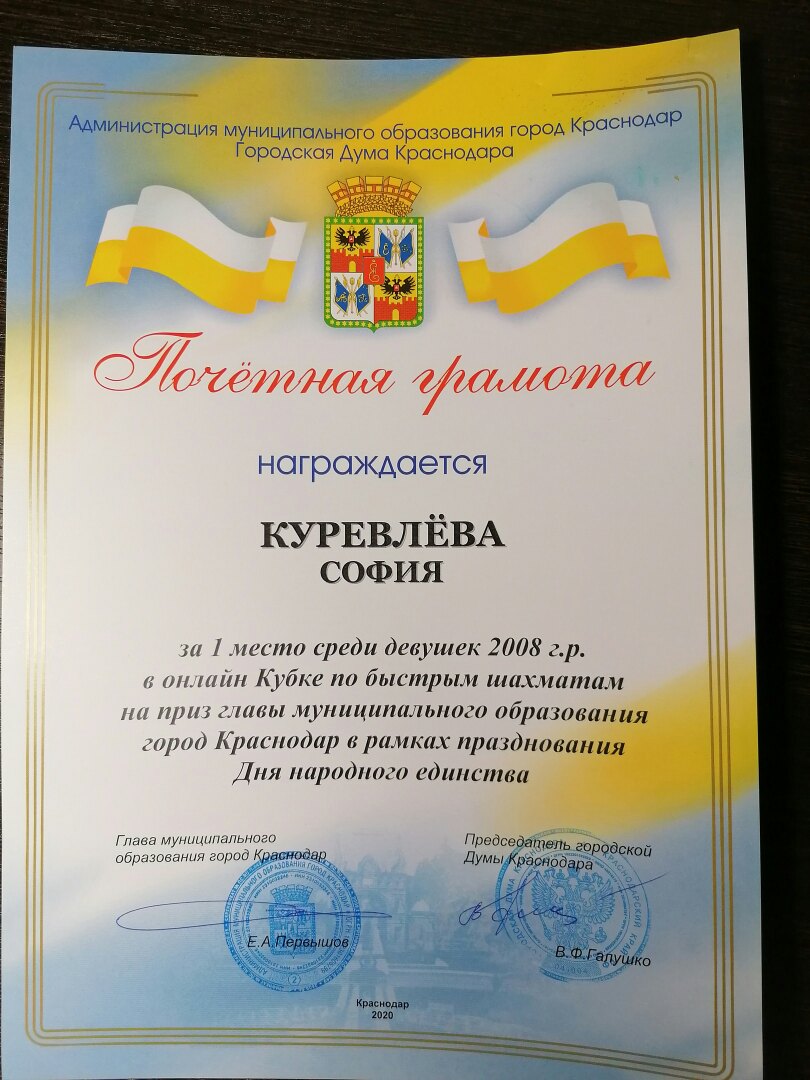 Администрация муниципального образования город Краснодар
Городская Дума Краснодара
Почётная грамота
награждается
КУРЕВЛЁВА
СОФИЯ
за 1 место среди девушек 2008 г.р.
в онлайн Кубке по быстрым шахматам
на приз главы муниципального образования
город Краснодар в рамках празднования
Дня народного единства
Глава муниципального
образования город Краснодар
Е.А.Первышов
Председатель городской
Думы Краснодара
В.Ф.Галушко
Краснодар
2020